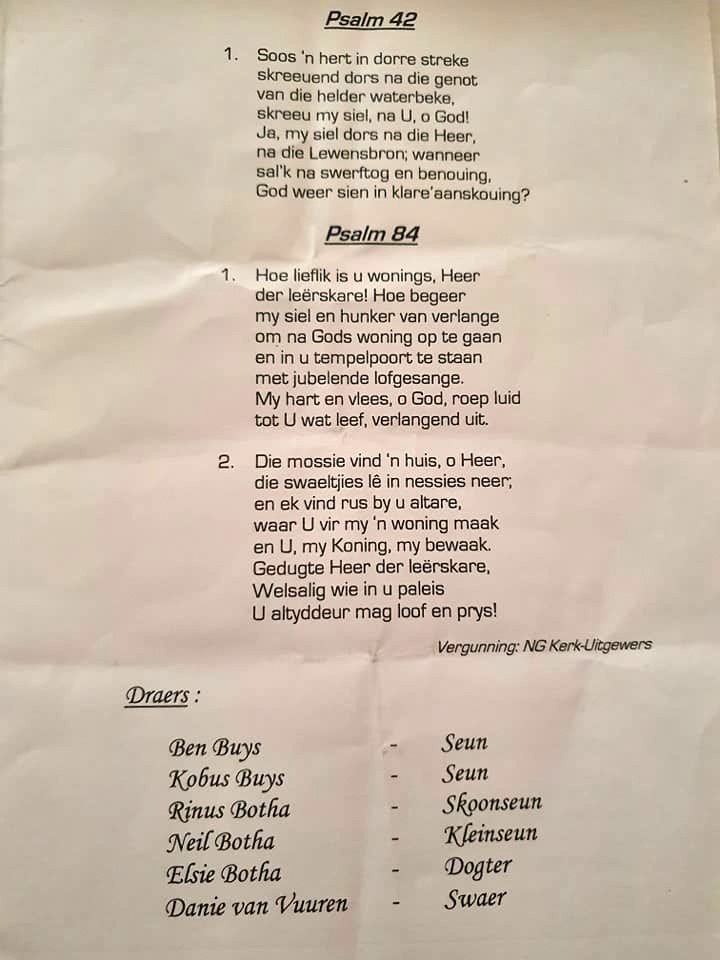 Psalm 42
1. Soos 'n hert in dorre streke
skreeuend dors na die genot
van die helder waterbeke,
skreeu my siel, na U, o God!
Ja, my siel dors na die Heer,
na die Lewensbron; wanneer
sal'k na swerftog en benouing,
God weer sien in klare'aanskouing?
Psalm 84
1. Hoe lieflik is u wonings, Heer
der leërskare! Hoe begeer
my siel en hunker van verlange
om na Gods woning op te gaan
en in u tempelpoort te staan
met jubelende lofgesange.
My hart en vlees, o God, roep luid
tot U wat leef, verlangend uit.
2. Die mossie vind 'n huis, o Heer,
die swaeltjies lê in nessies neer;
en ek vind rus by u altare,
waar U vir my 'n woning maak
en U, my Koning, my bewaak.
Gedugte Heer der leërskare,
Welsalig wie in u paleis
U altyddeur mag loof en prys!
Vergunning: NG Kerk-Uitgewers
Draers :
Ben Buys - Seun
Kobus Buys - Seun
Rinus Botha - Skoonseun
Neil Botha - Kleinseun
Elsie Botha - Dogter
Danie van Vuuren - Swaer